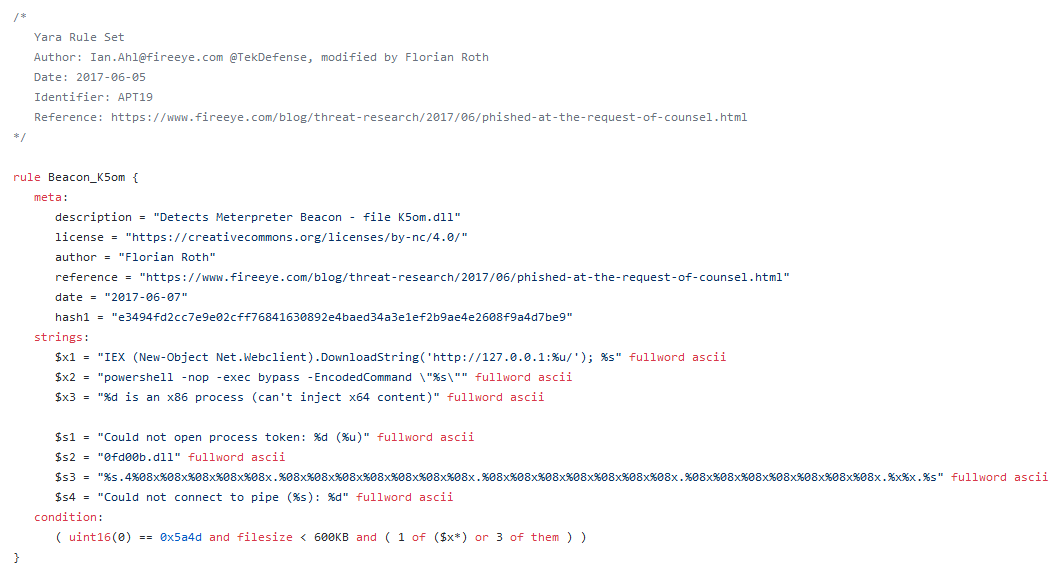 /*
Yara Rule Set
Author: Ian.Ahl@fireeye.com @TekDefense, modified by Florian Roth
Date: 2017-06-05
Identifier: APT19
Reference: https://www.fireeye.com/blog/threat-research/2017/06/phished-at-the-request-of-counsel.html
*/
rule Beacon_K5om {
meta:
description = "Detects Meterpreter Beacon - file K5om.dll"
license = "https://creativecommons.org/licenses/by-nc/4.0/"
author = "Florian Roth"
reference = "https://www.fireeye.com/blog/threat-research/2017/06/phished-at-the-request-of-counsel.html"
date = "2017-06-07"
hash1 = "e3494fd2cc7e9e02cff76841630892e4baed34a3e1ef2b9ae4e2608f9a4d7be9"
strings:
$x1 = "IEX (New-Object Net.Webclient).DownloadString('http://127.0.0.1:%u/'); %s" fullword ascii
$x2 = "powershell -nop -exec bypass -EncodedCommand \"%s\"" fullword ascii
$x3 = "%d is an x86 process (can't inject x64 content)" fullword ascii
$s1 = "Could not open process token: %d (%u)" fullword ascii
$s2 = "0fd00b.dll" fullword ascii
$s3 = "%s.4%08x%08x%08x%08x%08x.%08x%08x%08x%08x%08x%08x%08x.%08x%08x%08x%08x%08x%08x%08x.%08x%08x%08x%08x%08x%08x%08x.%x%x.%s" fullword ascii
$s4 = "Could not connect to pipe (%s): %d" fullword ascii
condition:
( uint16(0) == 0x5a4d and filesize < 600KB and ( 1 of ($x*) or 3 of them ) )
}